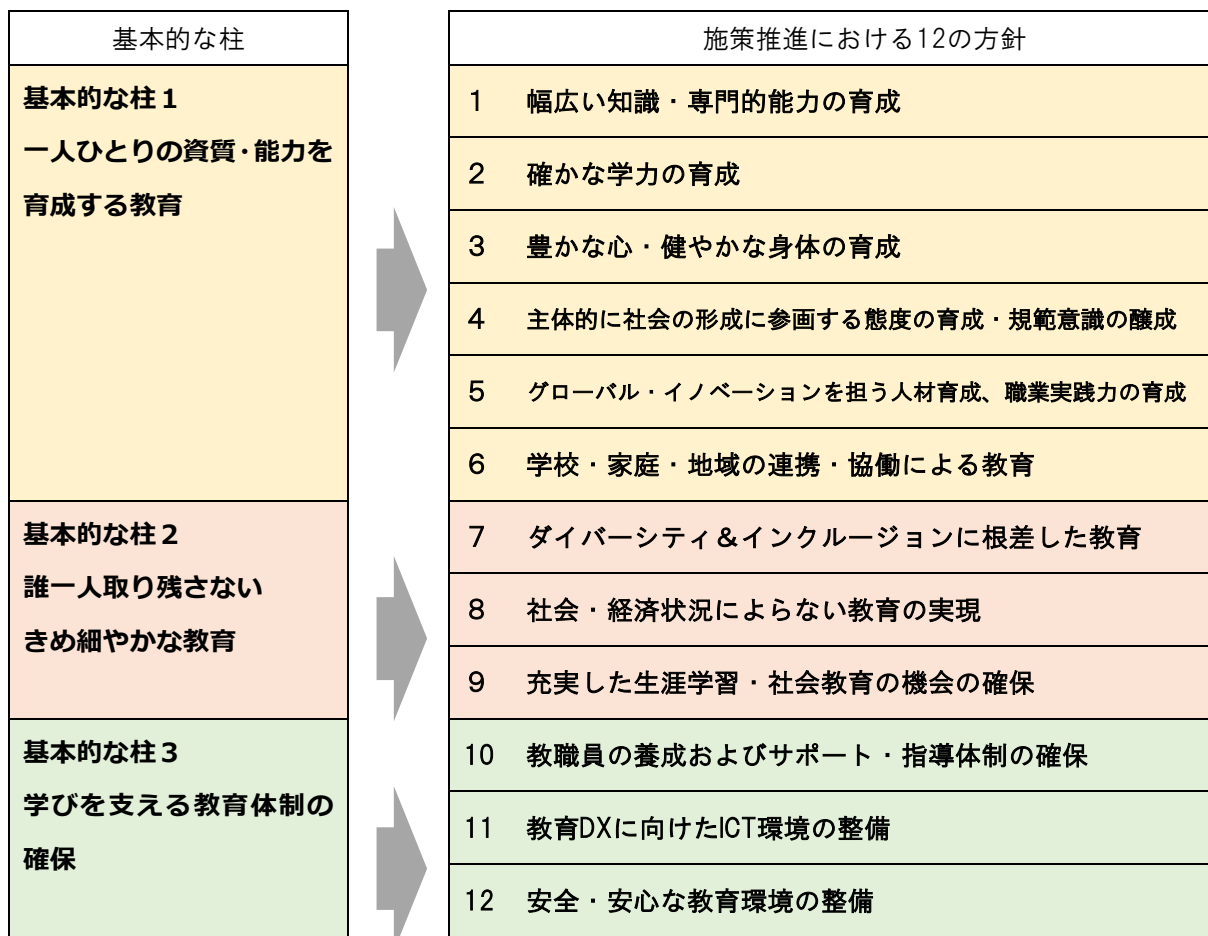 基本的な柱
基本的な柱1
一人ひとりの資質・能力を
育成する教育
基本的な柱2
誰一人取り残さない
きめ細やかな教育
基本的な柱3
学びを支える教育体制の
確保
施策推進における12の方針
1 幅広い知識・専門的能力の育成
2 確かな学力の育成
3 豊かな心・健やかな身体の育成
4 主体的に社会の形成に参画する態度の育成・規範意識の醸成
5 グローバル・イノベーションを担う人材育成、職業実践力の育成
6 学校・家庭・地域の連携・協働による教育
7 ダイバーシティ&インクルージョンに根差した教育
8 社会・経済状況によらない教育の実現
9 充実した生涯学習・社会教育の機会の確保
10 教職員の養成およびサポート・指導体制の確保
11 教育DXに向けたICT環境の整備
12 安全・安心な教育環境の整備